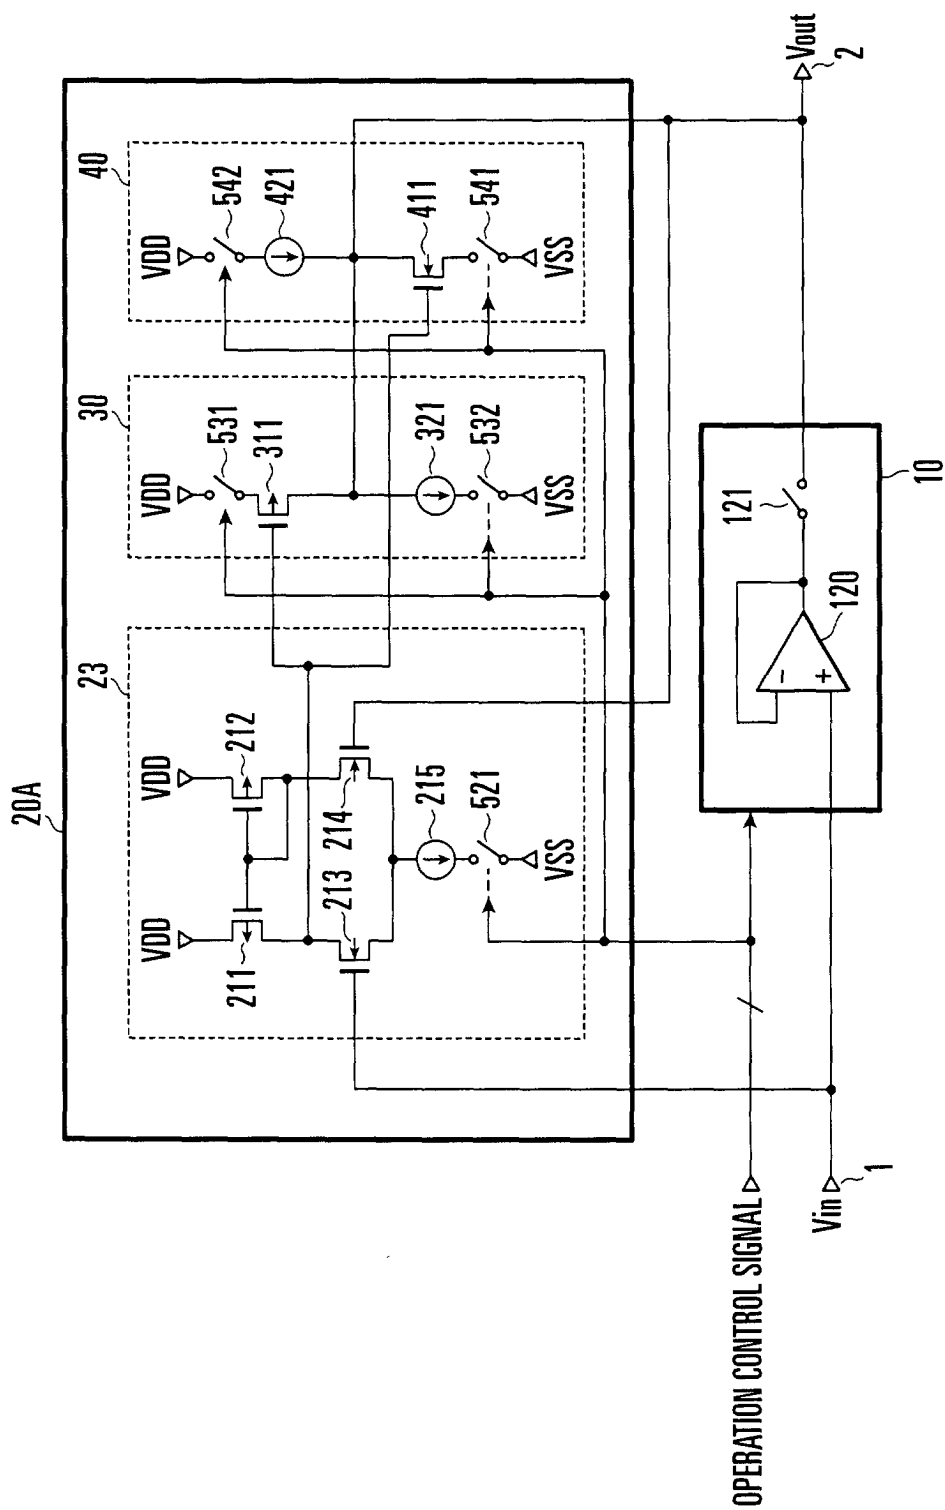 20A
23
30
40
VDD
VDD
VDD
VDD
211
212
531
311
542
421
213
214
215
521
321
532
411
541
VSS
VSS
VSS
10
121
120
−
+
OPERATION CONTROL SIGNAL
Vin
1
Vout
2